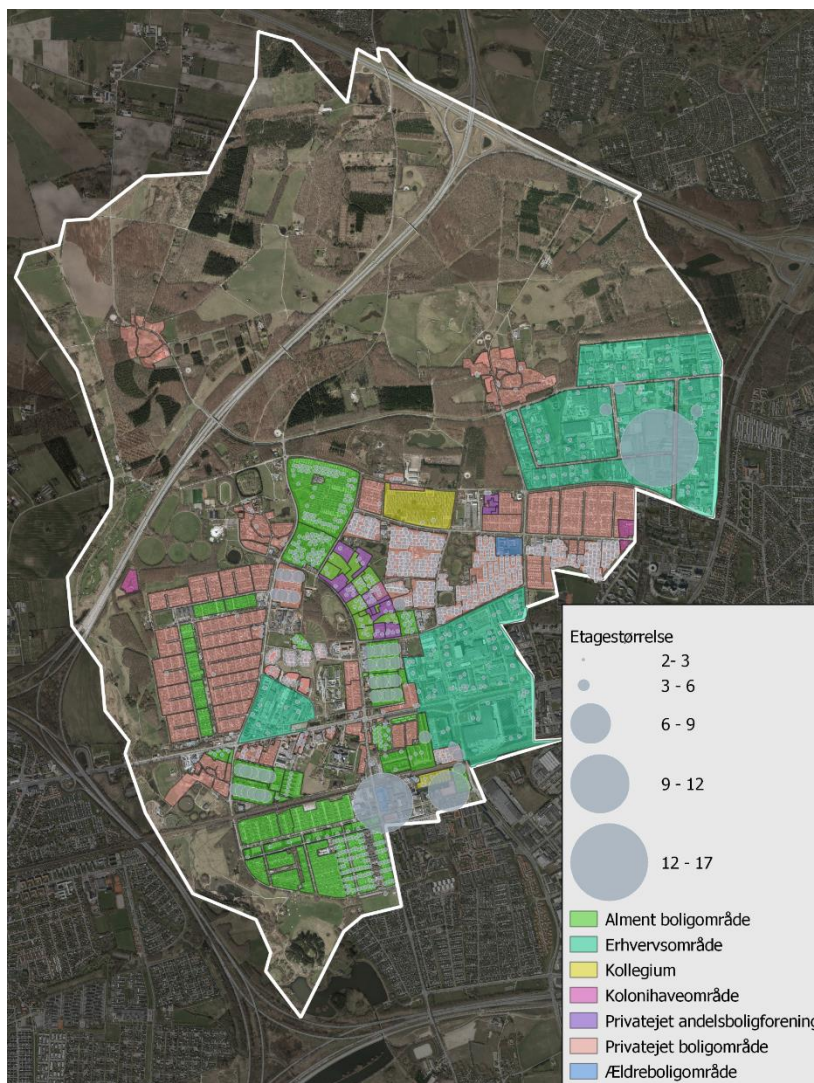 Etagestørrelse
2- 3
3 - 6
6 - 9
9 - 12
12 - 17
Alment boligområde
Erhvervsområde
Kollegium
Kolonihaveområde
Privatejet andelsboligforening
Privatejet boligområde
Ældreboligområde